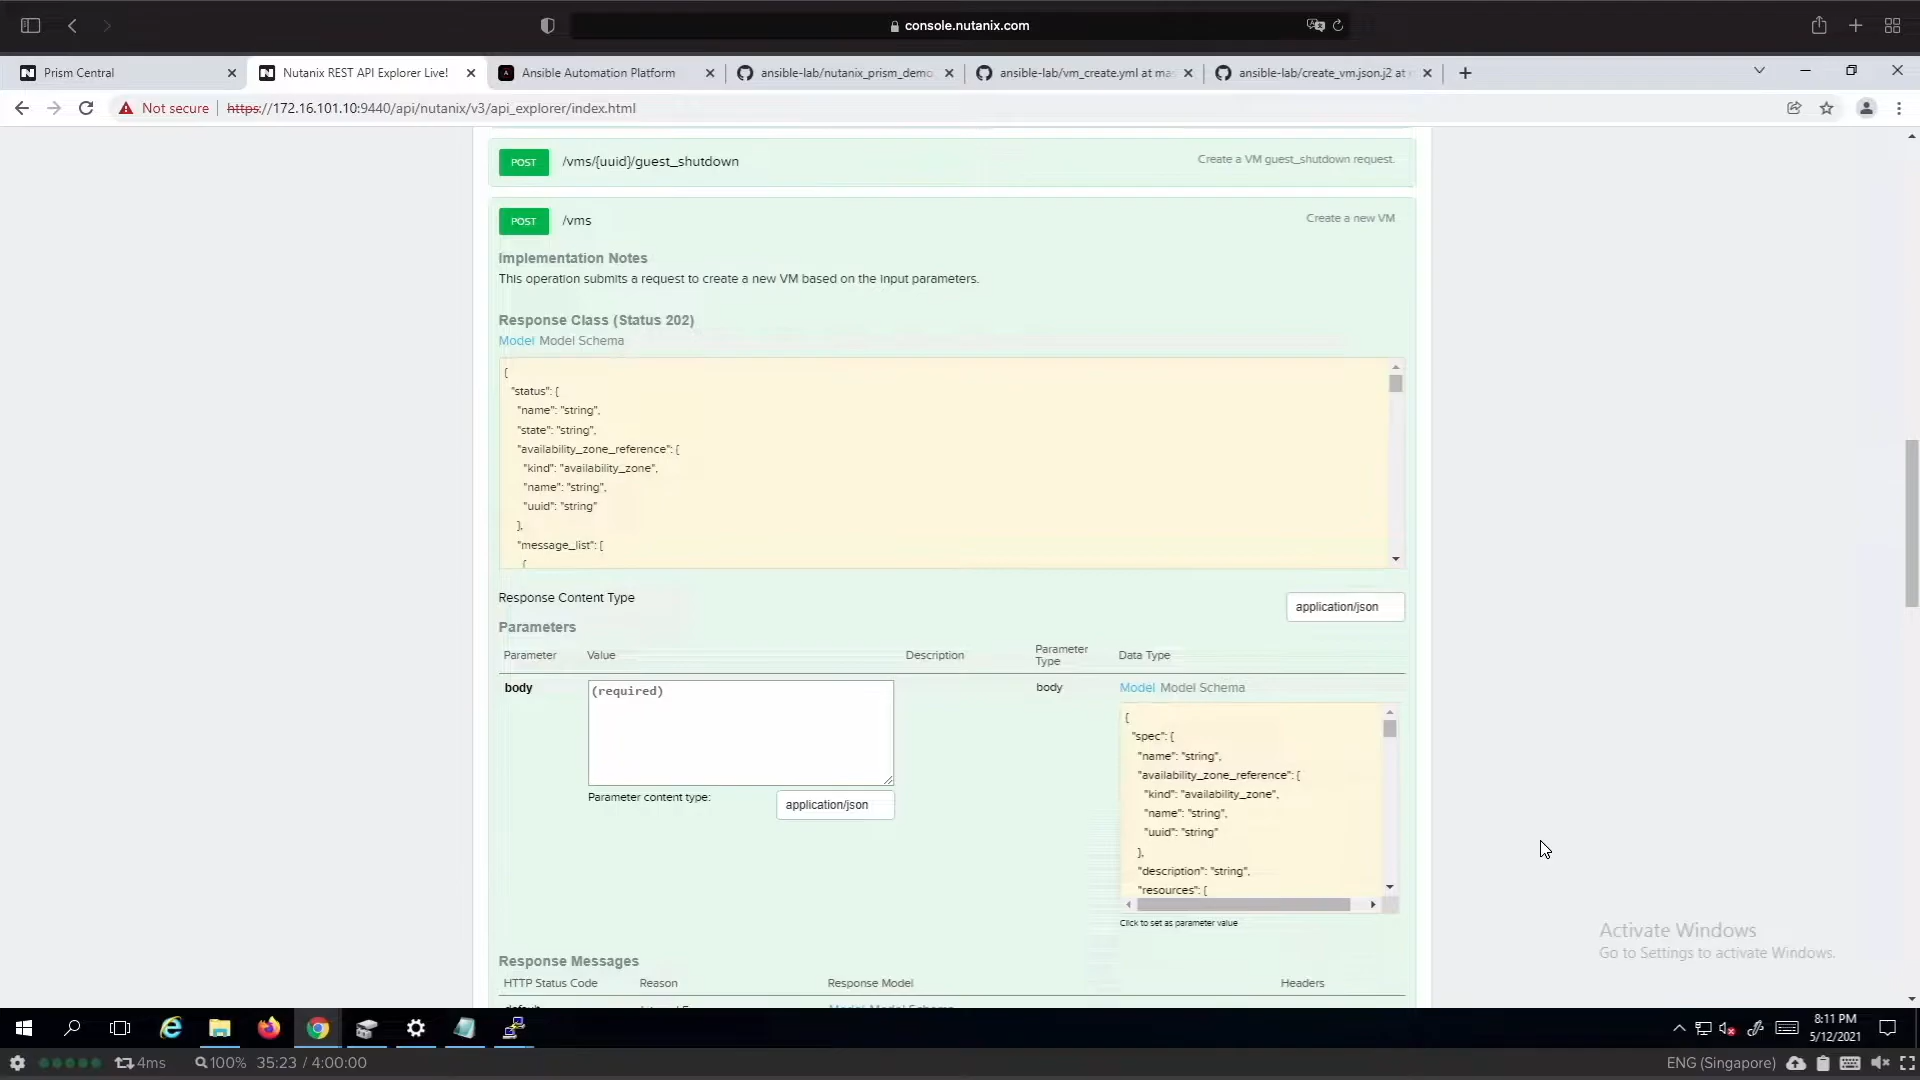 console.nutanix.com
Prism Central
Nutanix REST API Explorer Live!
Ansible Automation Platform
ansible-lab/nutanix_prism_demo
ansible-lab/vm_create.yml at ma
ansible-lab/create_vm.json.j2 at
Not secure
https://172.16.101.10:9440/api/nutanix/v3/api_explorer/index.html
POST /vms/{uuid}/guest_shutdown Create a VM guest_shutdown request.
POST /vms Create a new VM
Implementation Notes
This operation submits a request to create a new VM based on the input parameters.
Response Class (Status 202)
Model Model Schema
{
"status": {
"name": "string",
"state": "string",
"availability_zone_reference": {
"kind": "availability_zone",
"name": "string",
"uuid": "string"
},
"message_list": [
{
Response Content Type application/json
Parameters
Parameter Value Description Parameter Type Data Type
body (required) body Model Model Schema
{
"spec": {
"name": "string",
"availability_zone_reference": {
"kind": "availability_zone",
"name": "string",
"uuid": "string"
},
"description": "string",
"resources": {
Parameter content type: application/json
Click to set as parameter value
Response Messages
HTTP Status Code Reason Response Model Headers
Activate Windows
Go to Settings to activate Windows.
8:11 PM
5/12/2021
4ms
100%
35:23 / 4:00:00
ENG (Singapore)